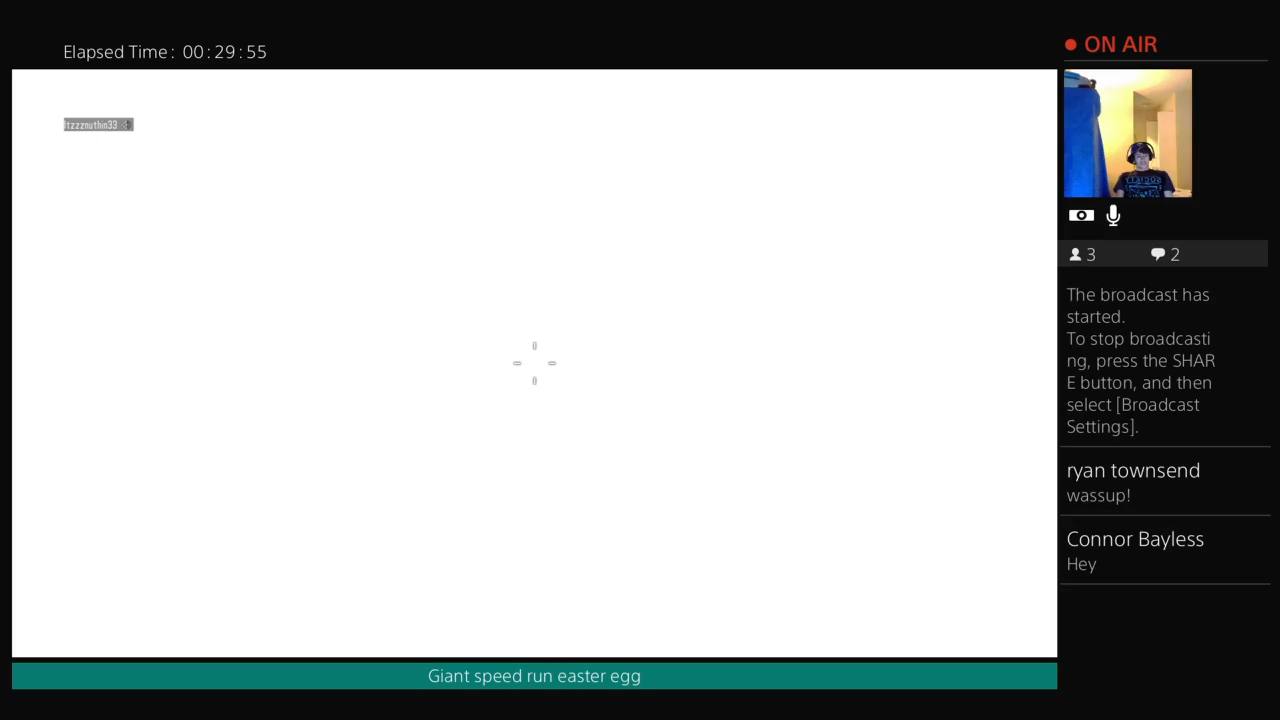 Elapsed Time: 00:29:55
ON AIR
Itzzznuthin33
3
2
The broadcast has
started.
To stop broadcasti
ng, press the SHAR
E button, and then
select [Broadcast
Settings].
ryan townsend
wassup!
Connor Bayless
Hey
Giant speed run easter egg